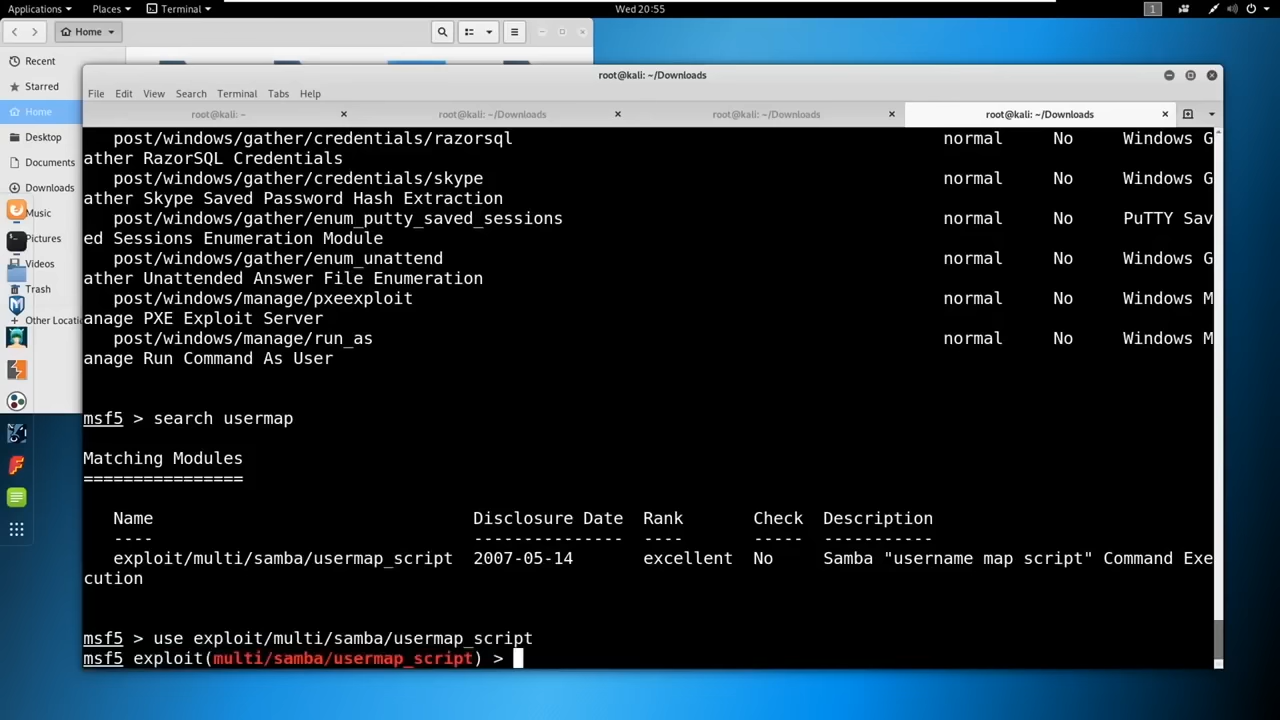 Applications Places Terminal Wed 20:55 1
Home
Recent
Starred
Home
Desktop
Documents
Downloads
Music
Pictures
Videos
Trash
Other Locatio
root@kali: ~/Downloads
File Edit View Search Terminal Tabs Help
root@kali: ~ root@kali: ~/Downloads root@kali: ~/Downloads root@kali: ~/Downloads
post/windows/gather/credentials/razorsql normal No Windows G
ather RazorSQL Credentials
post/windows/gather/credentials/skype normal No Windows G
ather Skype Saved Password Hash Extraction
post/windows/gather/enum_putty_saved_sessions normal No PuTTY Sav
ed Sessions Enumeration Module
post/windows/gather/enum_unattend normal No Windows G
ather Unattended Answer File Enumeration
post/windows/manage/pxeexploit normal No Windows M
anage PXE Exploit Server
post/windows/manage/run_as normal No Windows M
anage Run Command As User
msf5 > search usermap
Matching Modules
================
Name Disclosure Date Rank Check Description
---- --------------- ---- ----- -----------
exploit/multi/samba/usermap_script 2007-05-14 excellent No Samba "username map script" Command Exe
cution
msf5 > use exploit/multi/samba/usermap_script
msf5 exploit(multi/samba/usermap_script) >